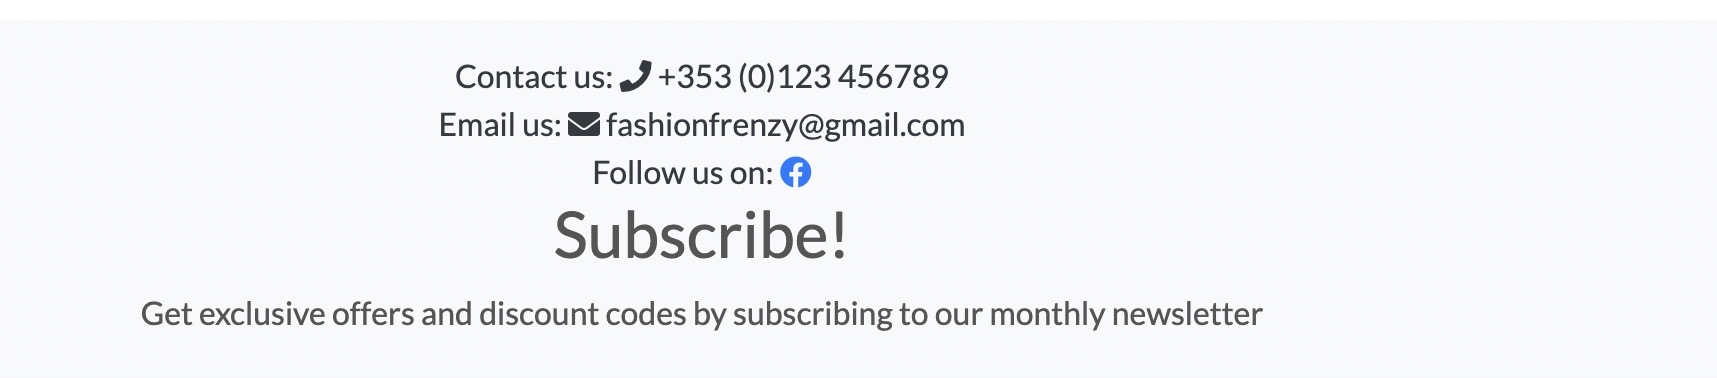 Contact us: +353 (0)123 456789
Email us: fashionfrenzy@gmail.com
Follow us on:
Subscribe!
Get exclusive offers and discount codes by subscribing to our monthly newsletter